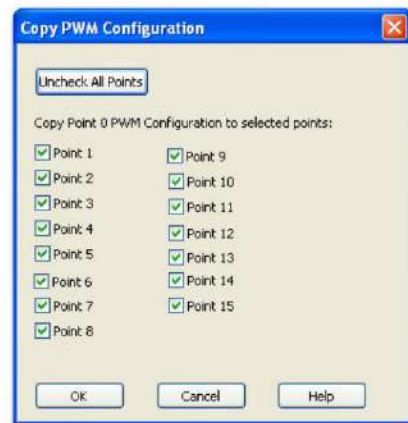 Copy PWM Configuration
Uncheck All Points
Copy Point 0 PWM Configuration to selected points:
Point 1
Point 2
Point 3
Point 4
Point 5
Point 6
Point 7
Point 8
Point 9
Point 10
Point 11
Point 12
Point 13
Point 14
Point 15
OK Cancel Help